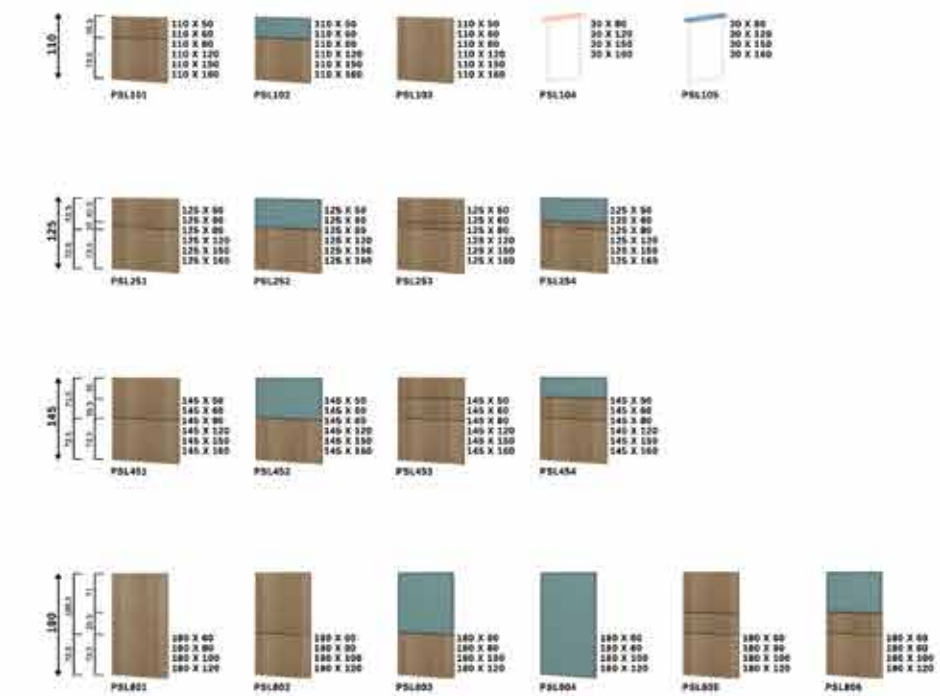 110
110 X 50
110 X 60
110 X 80
110 X 120
110 X 150
110 X 160
PSL101
110 X 50
110 X 60
110 X 80
110 X 120
110 X 150
110 X 160
PSL102
110 X 50
110 X 60
110 X 80
110 X 120
110 X 150
110 X 160
PSL103
30 X 80
30 X 120
30 X 150
30 X 160
PSL104
30 X 80
30 X 120
30 X 150
30 X 160
PSL105
125
125 X 50
125 X 60
125 X 80
125 X 120
125 X 150
125 X 160
PSL251
125 X 50
125 X 60
125 X 80
125 X 120
125 X 150
125 X 160
PSL252
125 X 50
125 X 60
125 X 80
125 X 120
125 X 150
125 X 160
PSL253
125 X 50
125 X 60
125 X 80
125 X 120
125 X 150
125 X 160
PSL254
145
145 X 50
145 X 60
145 X 80
145 X 120
145 X 150
145 X 160
PSL451
145 X 50
145 X 60
145 X 80
145 X 120
145 X 150
145 X 160
PSL452
145 X 50
145 X 60
145 X 80
145 X 120
145 X 150
145 X 160
PSL453
145 X 50
145 X 60
145 X 80
145 X 120
145 X 150
145 X 160
PSL454
180
180 X 60
180 X 80
180 X 100
180 X 120
PSL801
180 X 60
180 X 80
180 X 100
180 X 120
PSL802
180 X 60
180 X 80
180 X 100
180 X 120
PSL803
180 X 60
180 X 80
180 X 100
180 X 120
PSL804
180 X 60
180 X 80
180 X 100
180 X 120
PSL805
180 X 60
180 X 80
180 X 100
180 X 120
PSL806